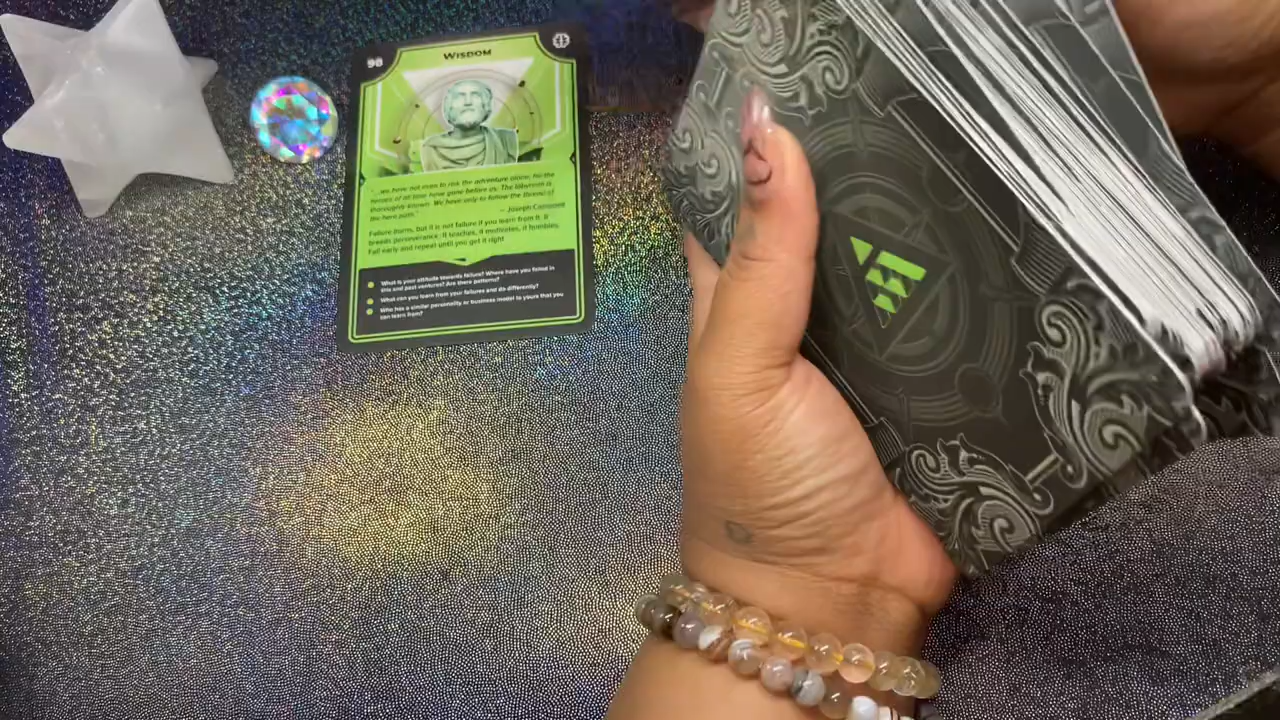 98
WISDOM
"...we have not even to risk the adventure alone, for the
heroes of all time have gone before us. The labyrinth is
thoroughly known. We have only to follow the thread of
the hero path."
– Joseph Campbell
Failure burns, but it is not failure if you learn from it. It
breeds perseverance. It teaches, it motivates, it humbles.
Fail early and repeat until you get it right
What is your attitude towards failure? Where have you failed in
this and past ventures? Are there patterns?
What can you learn from your failures and do differently?
Who has a similar personality or business model to yours that you
can learn from?